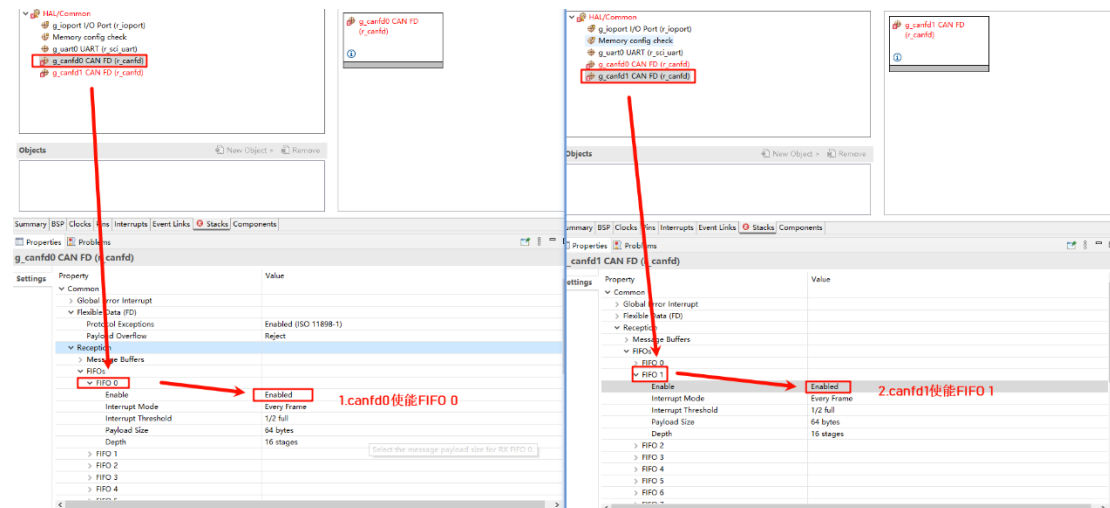 HAL/Common
g_ioport I/O Port (r_ioport)
Memory config check
g_uart0 UART (r_sci_uart)
g_canfd0 CAN FD (r_canfd)
g_canfd1 CAN FD (r_canfd)
g_canfd0 CAN FD
(r_canfd)
Objects
New Object >
Remove
Summary BSP Clocks Pins Interrupts Event Links Stacks Components
Properties Problems
g_canfd0 CAN FD (r_canfd)
Settings
Property Value
Common
Global Error Interrupt
Flexible Data (FD)
Protocol Exceptions Enabled (ISO 11898-1)
Payload Overflow Reject
Reception
Message Buffers
FIFOs
FIFO 0
Enable Enabled
Interrupt Mode Every Frame
Interrupt Threshold 1/2 full
Payload Size 64 bytes
Depth 16 stages
FIFO 1
FIFO 2
FIFO 3
FIFO 4
1.canfd0使能FIFO 0
Select the message payload size for RX FIFO 0.
HAL/Common
g_ioport I/O Port (r_ioport)
Memory config check
g_uart0 UART (r_sci_uart)
g_canfd0 CAN FD (r_canfd)
g_canfd1 CAN FD (r_canfd)
g_canfd1 CAN FD
(r_canfd)
Objects
New Object >
Remove
Summary BSP Clocks Pins Interrupts Event Links Stacks Components
Properties Problems
_canfd1 CAN FD (r_canfd)
ettings
Property Value
Common
Global Error Interrupt
Flexible Data (FD)
Reception
Message Buffers
FIFOs
FIFO 0
FIFO 1
Enable Enabled
Interrupt Mode Every Frame
Interrupt Threshold 1/2 full
Payload Size 64 bytes
Depth 16 stages
FIFO 2
FIFO 3
FIFO 4
FIFO 5
FIFO 6
2.canfd1使能FIFO 1